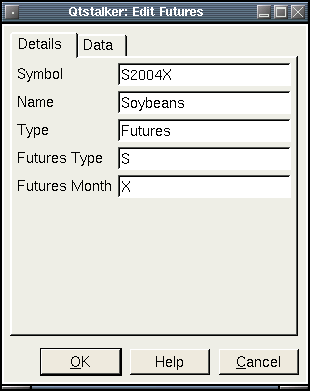 Qtstalker: Edit Futures
Details Data
Symbol S2004X
Name Soybeans
Type Futures
Futures Type S
Futures Month X
OK Help Cancel